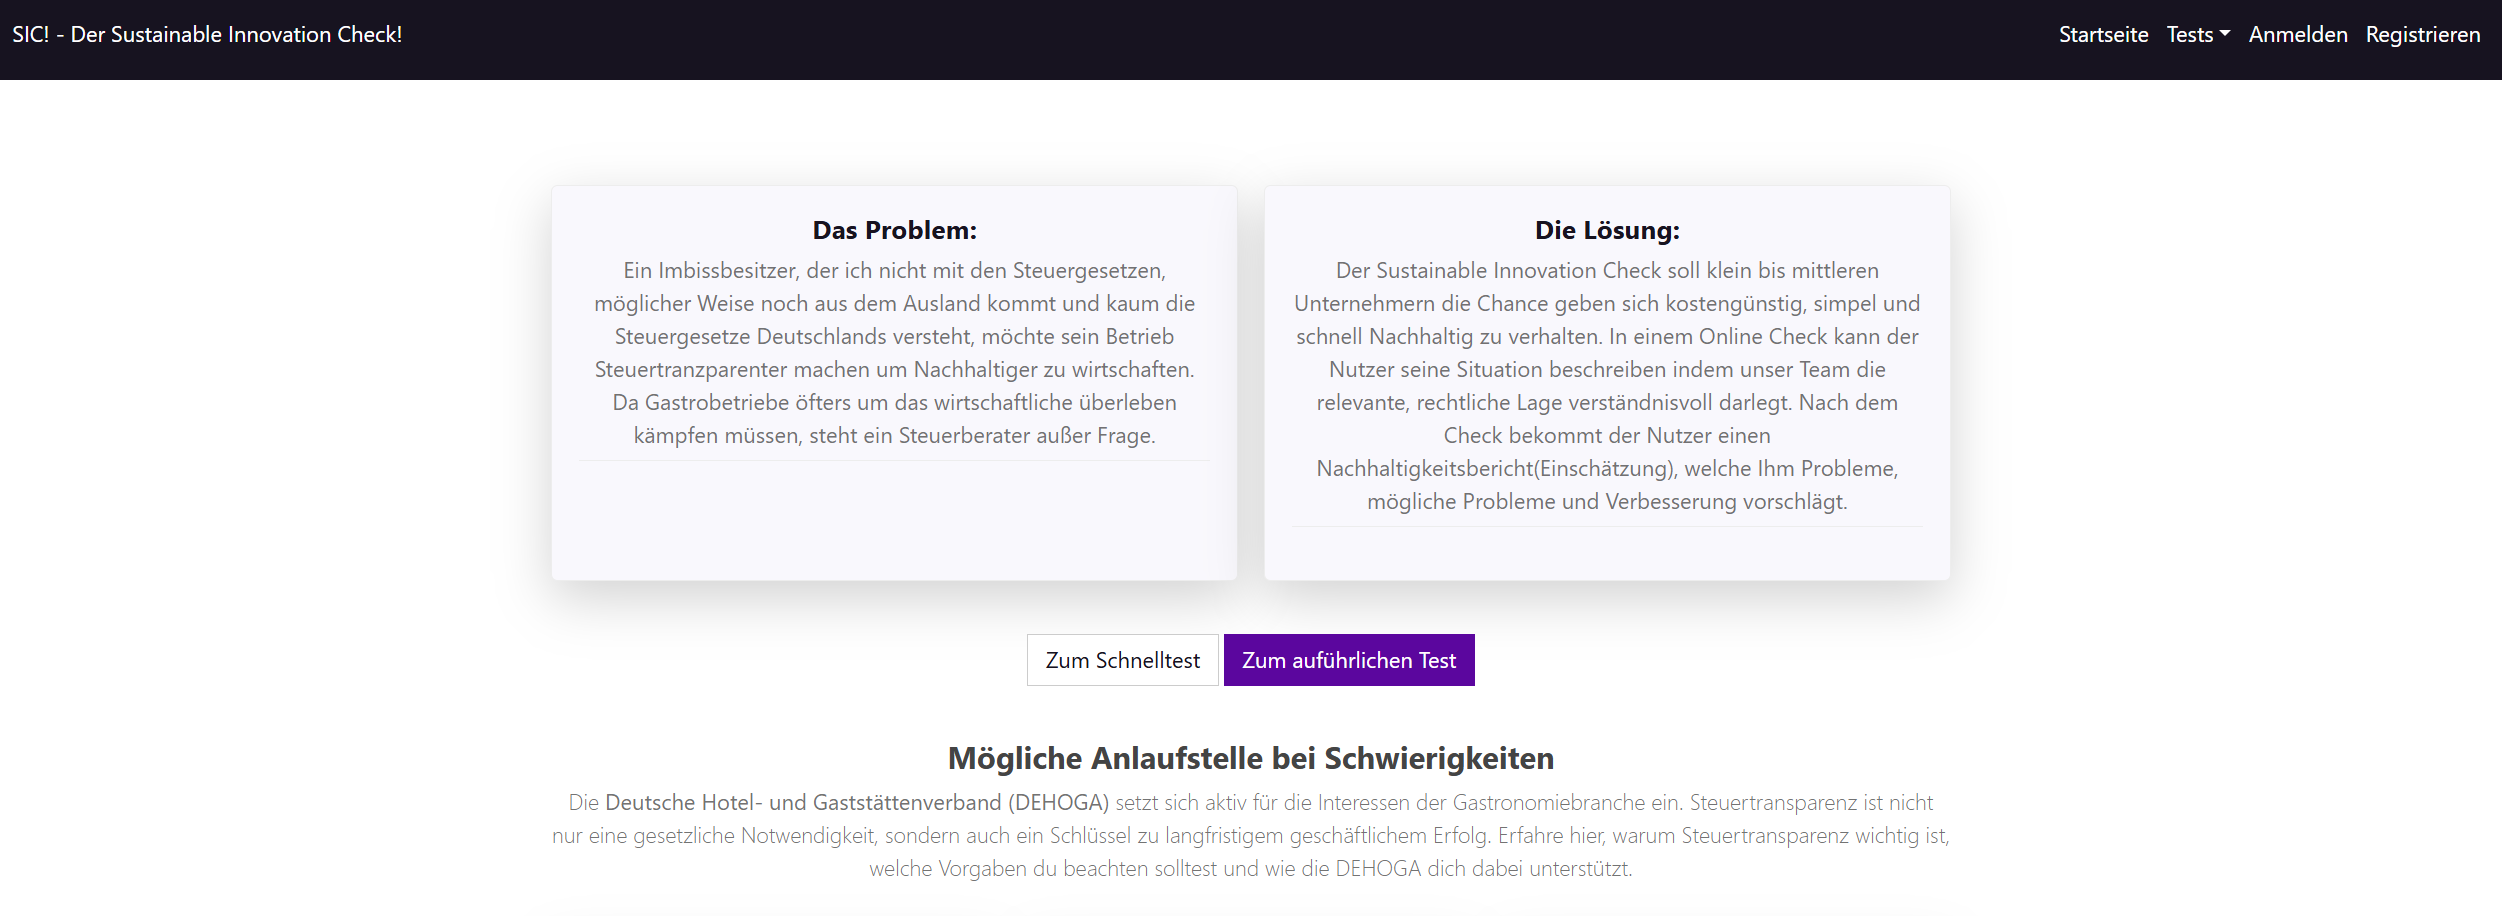 SIC! - Der Sustainable Innovation Check!
Startseite Tests Anmelden Registrieren
Das Problem:
Ein Imbissbesitzer, der ich nicht mit den Steuergesetzen,
möglicher Weise noch aus dem Ausland kommt und kaum die
Steuergesetze Deutschlands versteht, möchte sein Betrieb
Steuertranzparenter machen um Nachhaltiger zu wirtschaften.
Da Gastrobetriebe öfters um das wirtschaftliche überleben
kämpfen müssen, steht ein Steuerberater außer Frage.
Die Lösung:
Der Sustainable Innovation Check soll klein bis mittleren
Unternehmern die Chance geben sich kostengünstig, simpel und
schnell Nachhaltig zu verhalten. In einem Online Check kann der
Nutzer seine Situation beschreiben indem unser Team die
relevante, rechtliche Lage verständnisvoll darlegt. Nach dem
Check bekommt der Nutzer einen
Nachhaltigkeitsbericht(Einschätzung), welche Ihm Probleme,
mögliche Probleme und Verbesserung vorschlägt.
Zum Schnelltest
Zum auführlichen Test
Mögliche Anlaufstelle bei Schwierigkeiten
Die Deutsche Hotel- und Gaststättenverband (DEHOGA) setzt sich aktiv für die Interessen der Gastronomiebranche ein. Steuertransparenz ist nicht
nur eine gesetzliche Notwendigkeit, sondern auch ein Schlüssel zu langfristigem geschäftlichem Erfolg. Erfahre hier, warum Steuertransparenz wichtig ist,
welche Vorgaben du beachten solltest und wie die DEHOGA dich dabei unterstützt.